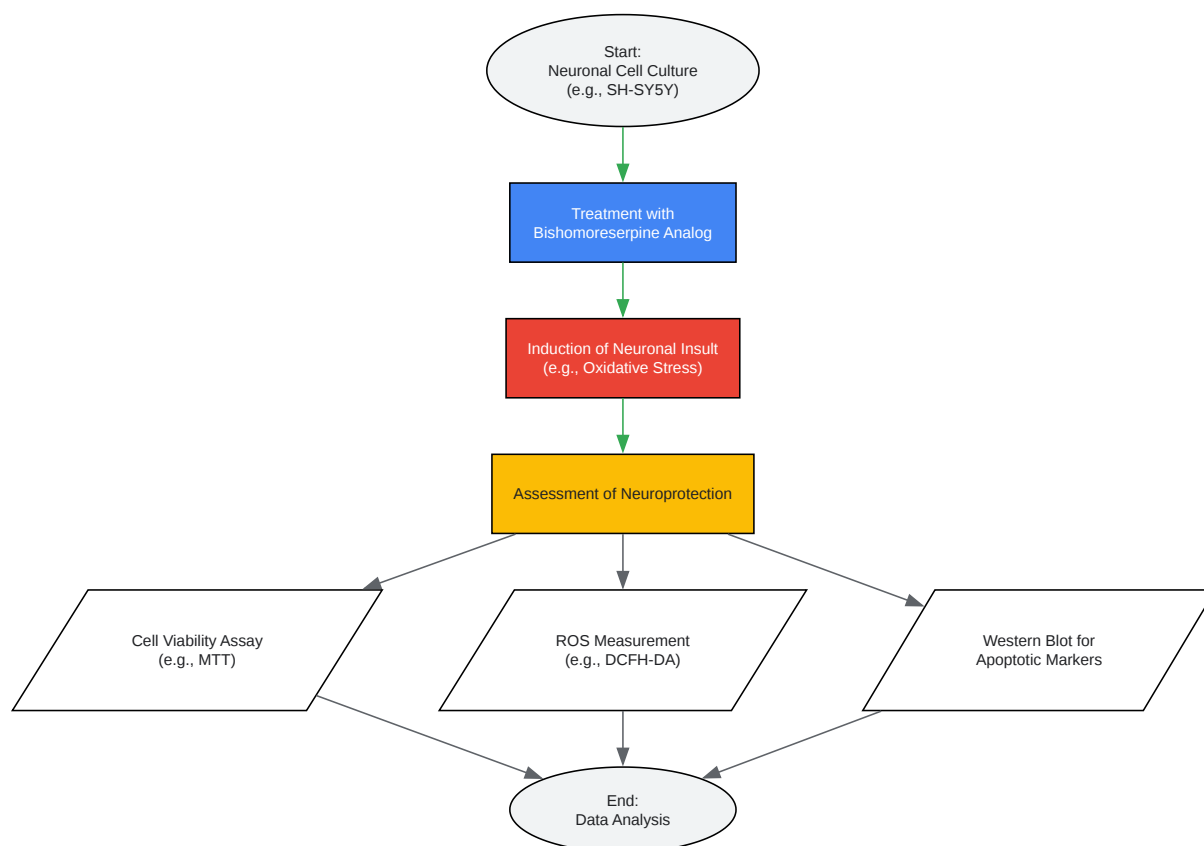 Start:
Neuronal Cell Culture
(e.g., SH-SY5Y)
Treatment with
Bishomoreserpine Analog
Induction of Neuronal Insult
(e.g., Oxidative Stress)
Assessment of Neuroprotection
Cell Viability Assay
(e.g., MTT)
ROS Measurement
(e.g., DCFH-DA)
Western Blot for
Apoptotic Markers
End:
Data Analysis